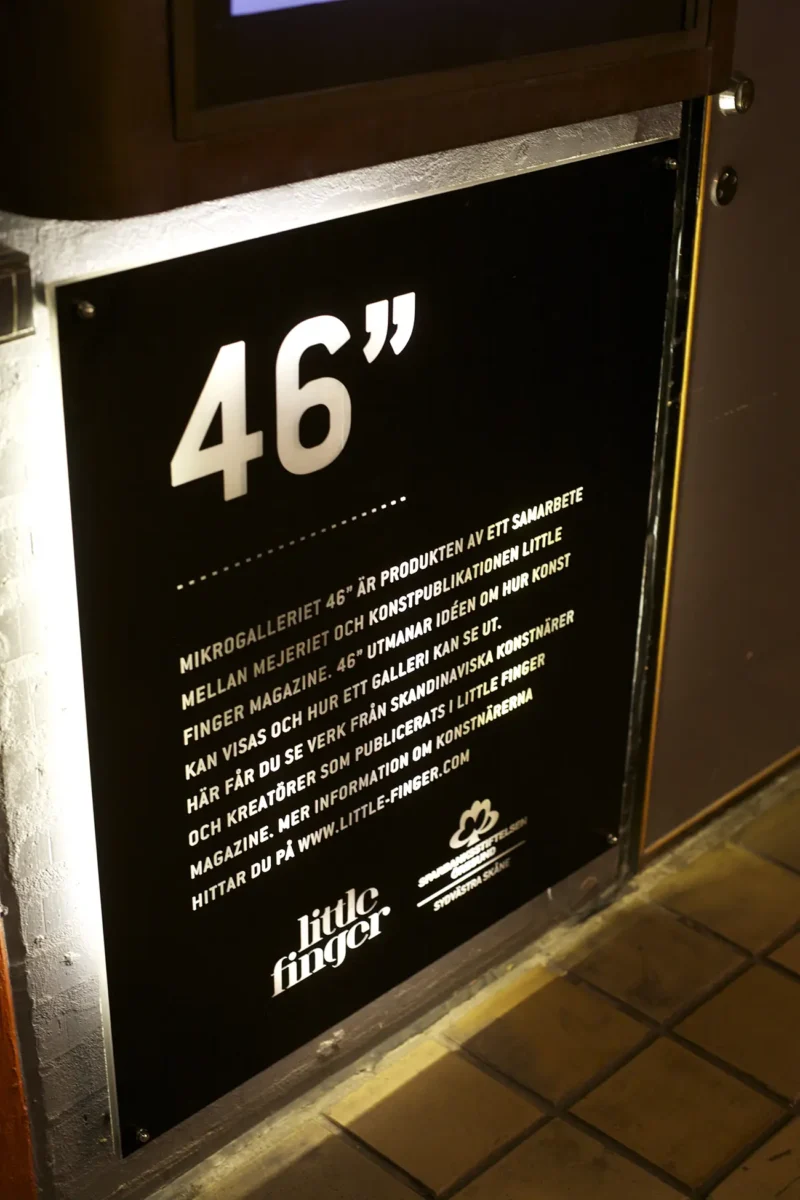 46”
MIKROGALLERIET 46” ÄR PRODUKTEN AV ETT SAMARBETE
MELLAN MEJERIET OCH KONSTPUBLIKATIONEN LITTLE
FINGER MAGAZINE. 46” UTMANAR IDÉEN OM HUR KONST
KAN VISAS OCH HUR ETT GALLERI KAN SE UT.
HÄR FÅR DU SE VERK FRÅN SKANDINAVISKA KONSTNÄRER
OCH KREATÖRER SOM PUBLICERATS I LITTLE FINGER
MAGAZINE. MER INFORMATION OM KONSTNÄRERNA
HITTAR DU PÅ WWW.LITTLE-FINGER.COM
little
finger
SPARBANKSSTIFTELSEN
ÖRESUND
SYDVÄSTRA SKÅNE